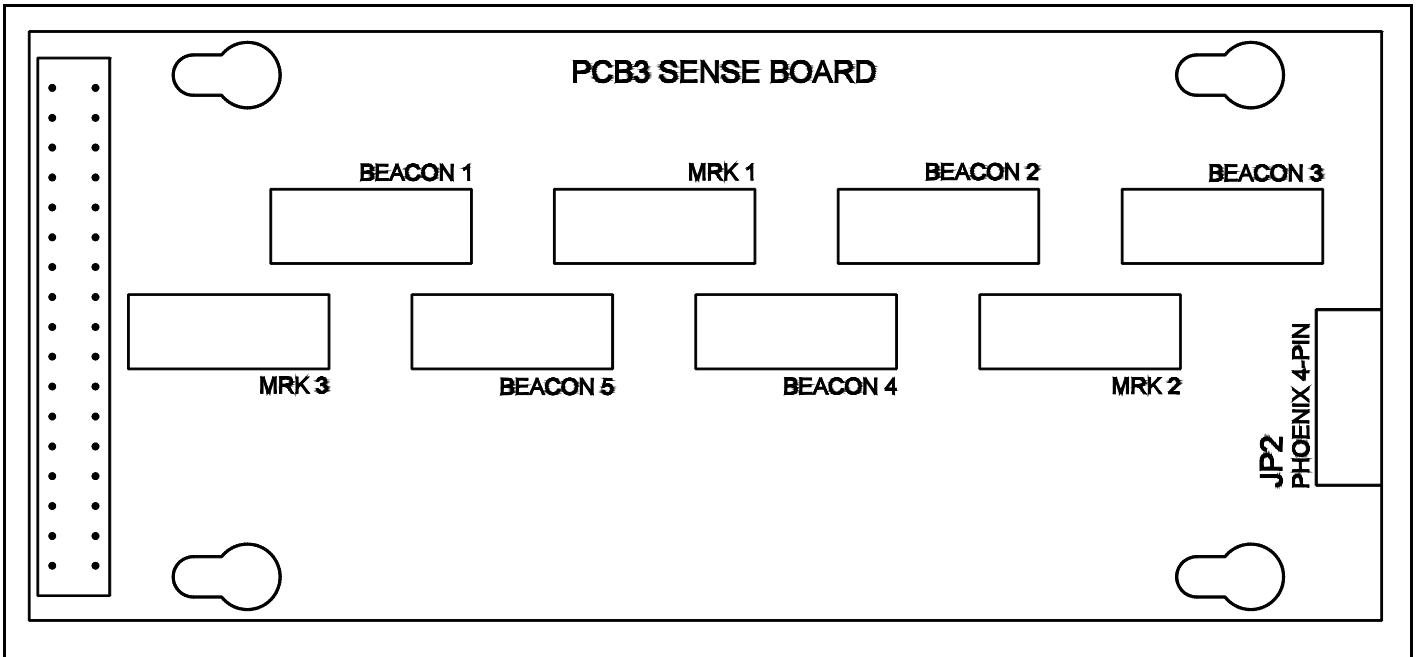 PCB3 SENSE BOARD
BEACON 1
MRK 1
BEACON 2
BEACON 3
MRK 3
BEACON 5
BEACON 4
MRK 2
JP2
PHOENIX 4-PIN